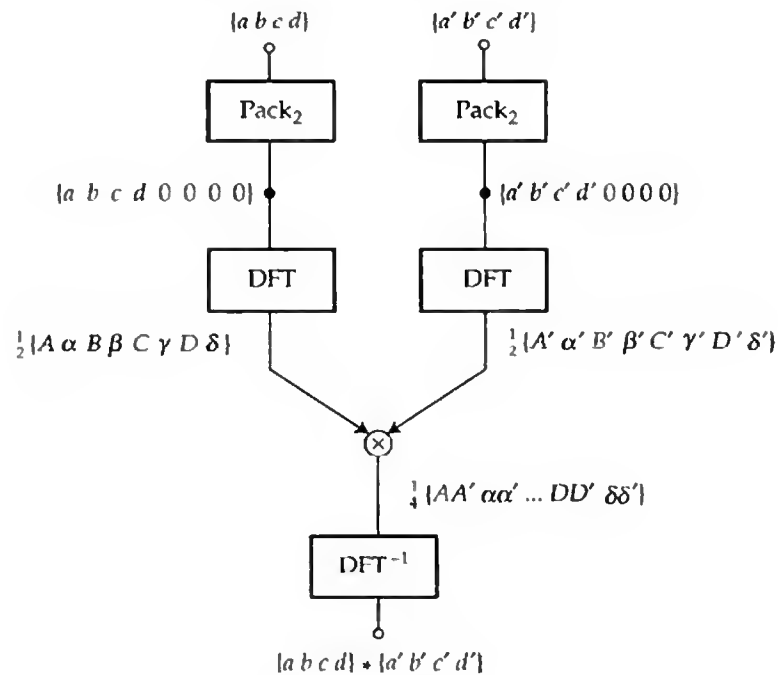 {a b c d} {a′ b′ c′ d′}
Pack₂ Pack₂
{a b c d 0 0 0 0} {a′ b′ c′ d′ 0 0 0 0}
DFT DFT
½{A α B β C γ D δ} ½{A′ α′ B′ β′ C′ γ′ D′ δ′}
×
¼{AA′ αα′ ... DD′ δδ′}
DFT⁻¹
{a b c d} * {a′ b′ c′ d′}